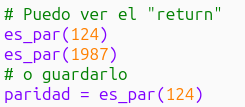 # Puedo ver el "return"
es_par(124)
es_par(1987)
# o guardarlo
paridad = es_par(124)